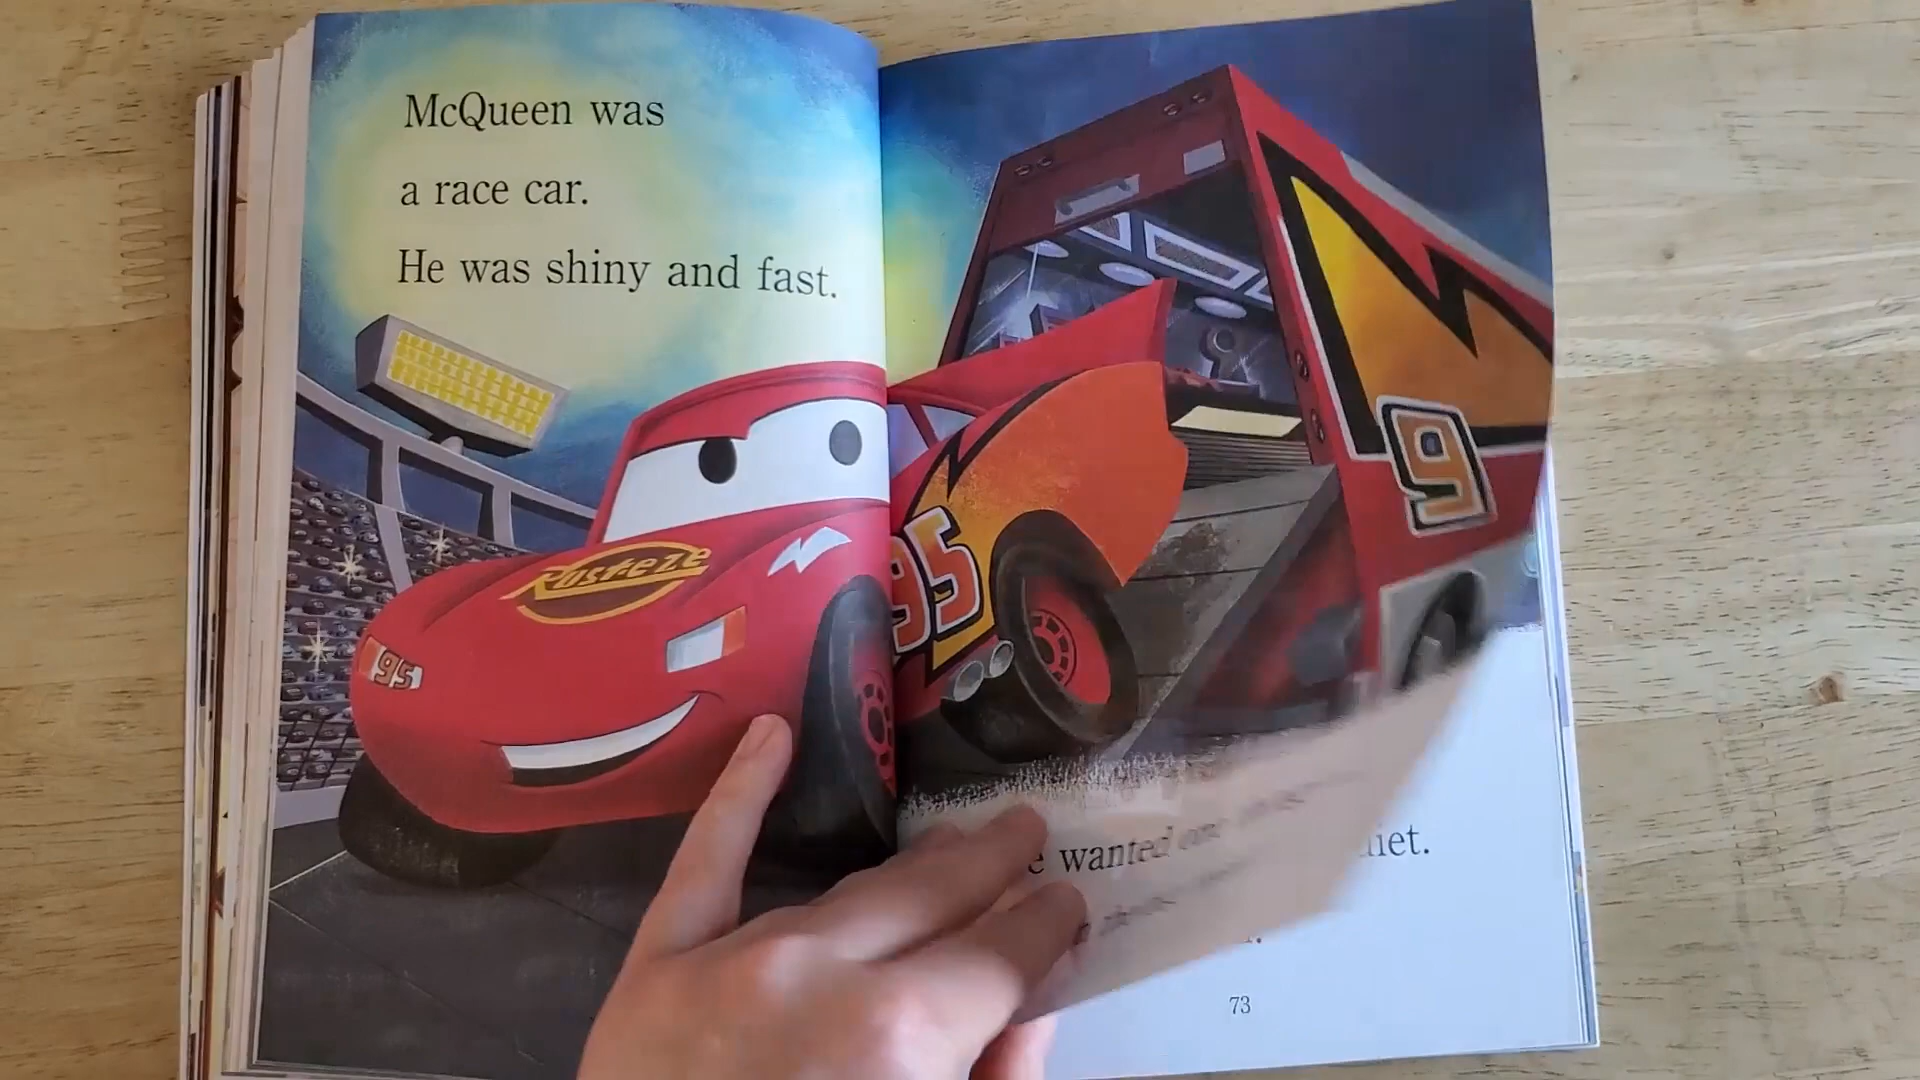 McQueen was
a race car.
He was shiny and fast.
Rust-eze
95
95
9
wanted
73